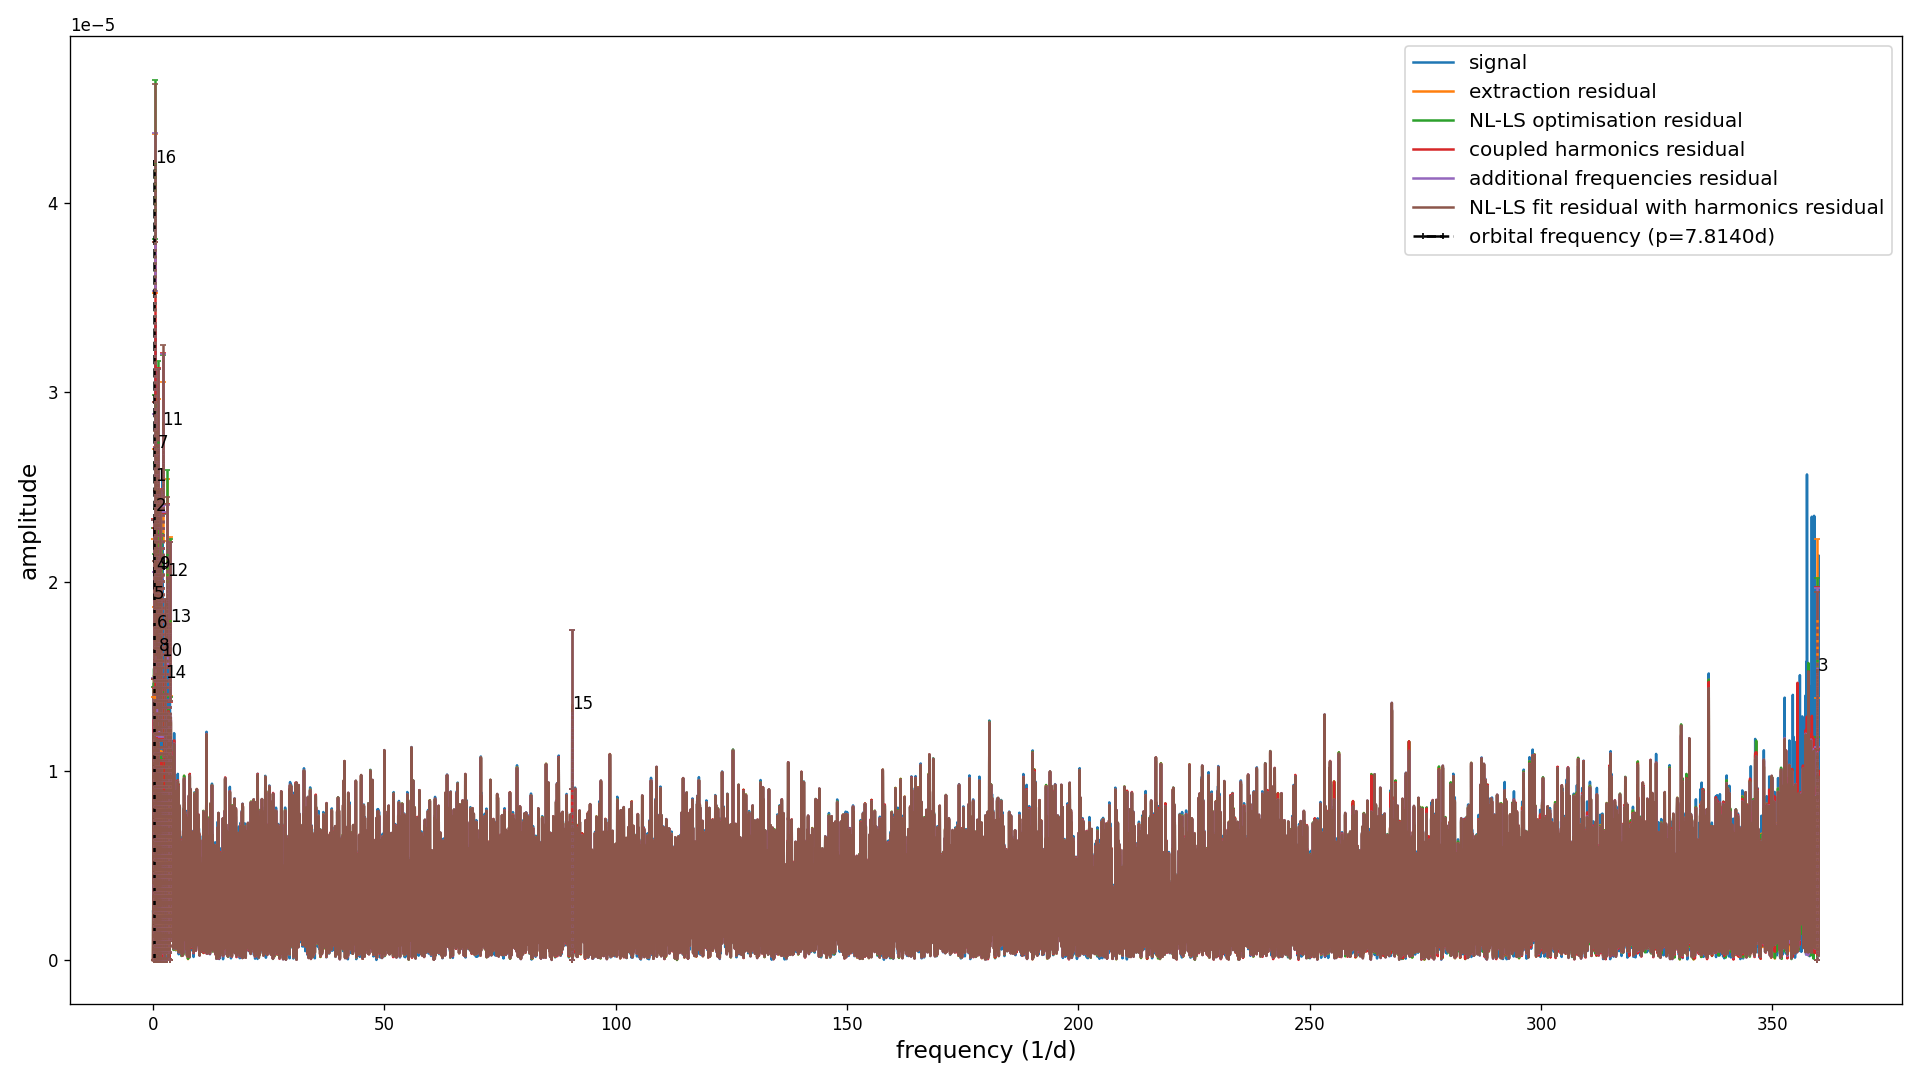 1e−5
signal
extraction residual
NL-LS optimisation residual
coupled harmonics residual
additional frequencies residual
NL-LS fit residual with harmonics residual
orbital frequency (p=7.8140d)
amplitude
4
3
2
1
0
16
11
7
1
2
4
9
12
5
13
6
8
10
14
3
15
0
50
100
150
200
250
300
350
frequency (1/d)